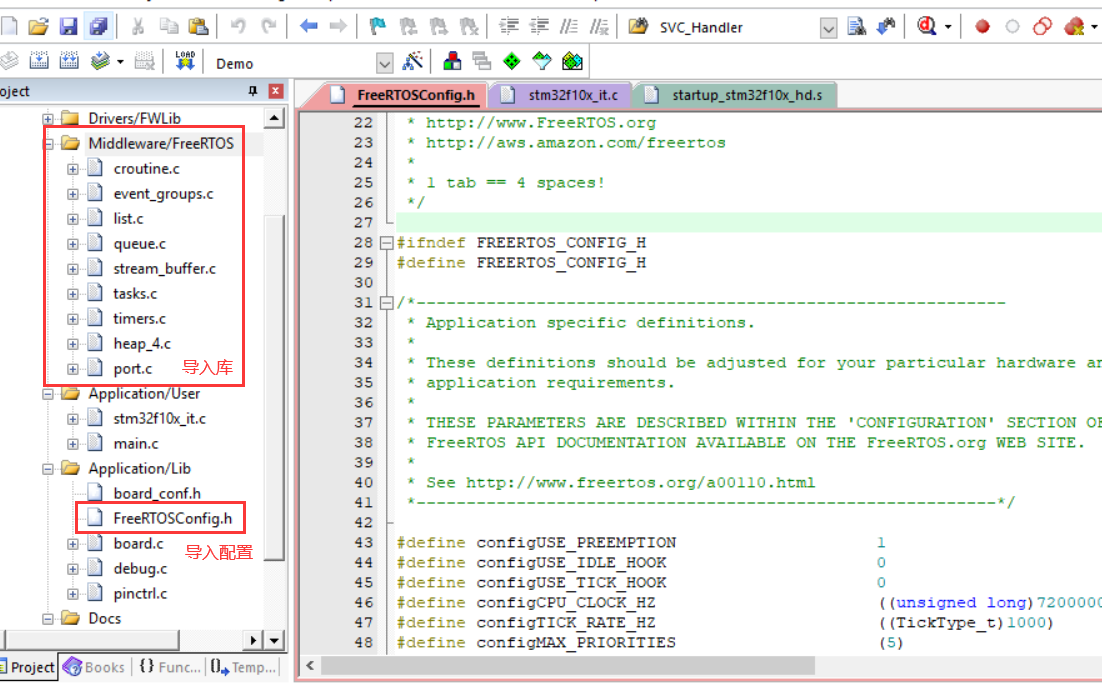 SVC_Handler
LOAD
Demo
oject
FreeRTOSConfig.h
stm32f10x_it.c
startup_stm32f10x_hd.s
Drivers/FWLib
Middleware/FreeRTOS
croutine.c
event_groups.c
list.c
queue.c
stream_buffer.c
tasks.c
timers.c
heap_4.c
port.c
导入库
Application/User
stm32f10x_it.c
main.c
Application/Lib
board_conf.h
FreeRTOSConfig.h
board.c
导入配置
debug.c
pinctrl.c
Docs
Project
Books
{} Func...
Temp...
22 * http://www.FreeRTOS.org
23 * http://aws.amazon.com/freertos
24 *
25 * 1 tab == 4 spaces!
26 */
27
28 #ifndef FREERTOS_CONFIG_H
29 #define FREERTOS_CONFIG_H
30
31 /*-----------------------------------------------------------
32 * Application specific definitions.
33 *
34 * These definitions should be adjusted for your particular hardware an
35 * application requirements.
36 *
37 * THESE PARAMETERS ARE DESCRIBED WITHIN THE 'CONFIGURATION' SECTION OF
38 * FreeRTOS API DOCUMENTATION AVAILABLE ON THE FreeRTOS.org WEB SITE.
39 *
40 * See http://www.freertos.org/a00110.html
41 *----------------------------------------------------------*/
42
43 #define configUSE_PREEMPTION 1
44 #define configUSE_IDLE_HOOK 0
45 #define configUSE_TICK_HOOK 0
46 #define configCPU_CLOCK_HZ ((unsigned long)7200000
47 #define configTICK_RATE_HZ ((TickType_t)1000)
48 #define configMAX_PRIORITIES (5)